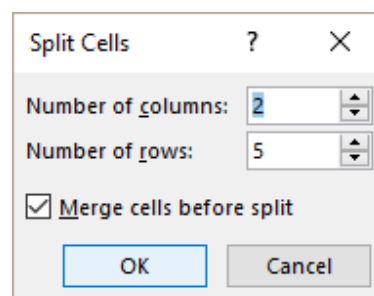 Split Cells ?
Number of columns: 2
Number of rows: 5
Merge cells before split
OK Cancel